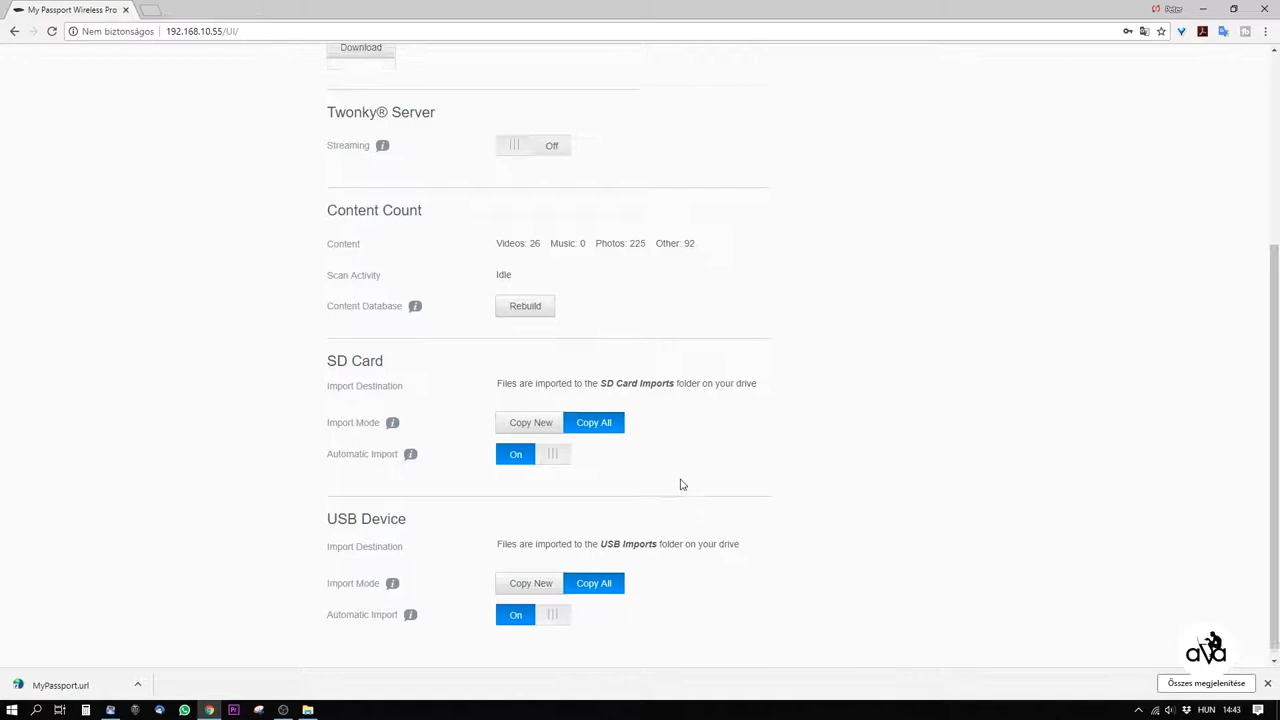 My Passport Wireless Pro
Peter
Nem biztonságos
192.168.10.55/UI/
Download
Twonky® Server
Streaming
Off
Content Count
Content
Videos: 26 Music: 0 Photos: 225 Other: 92
Scan Activity
Idle
Content Database
Rebuild
SD Card
Import Destination
Files are imported to the SD Card Imports folder on your drive
Import Mode
Copy New
Copy All
Automatic Import
On
USB Device
Import Destination
Files are imported to the USB Imports folder on your drive
Import Mode
Copy New
Copy All
Automatic Import
On
ava
MyPassport.url
Összes megjelenítése
HUN
14:43